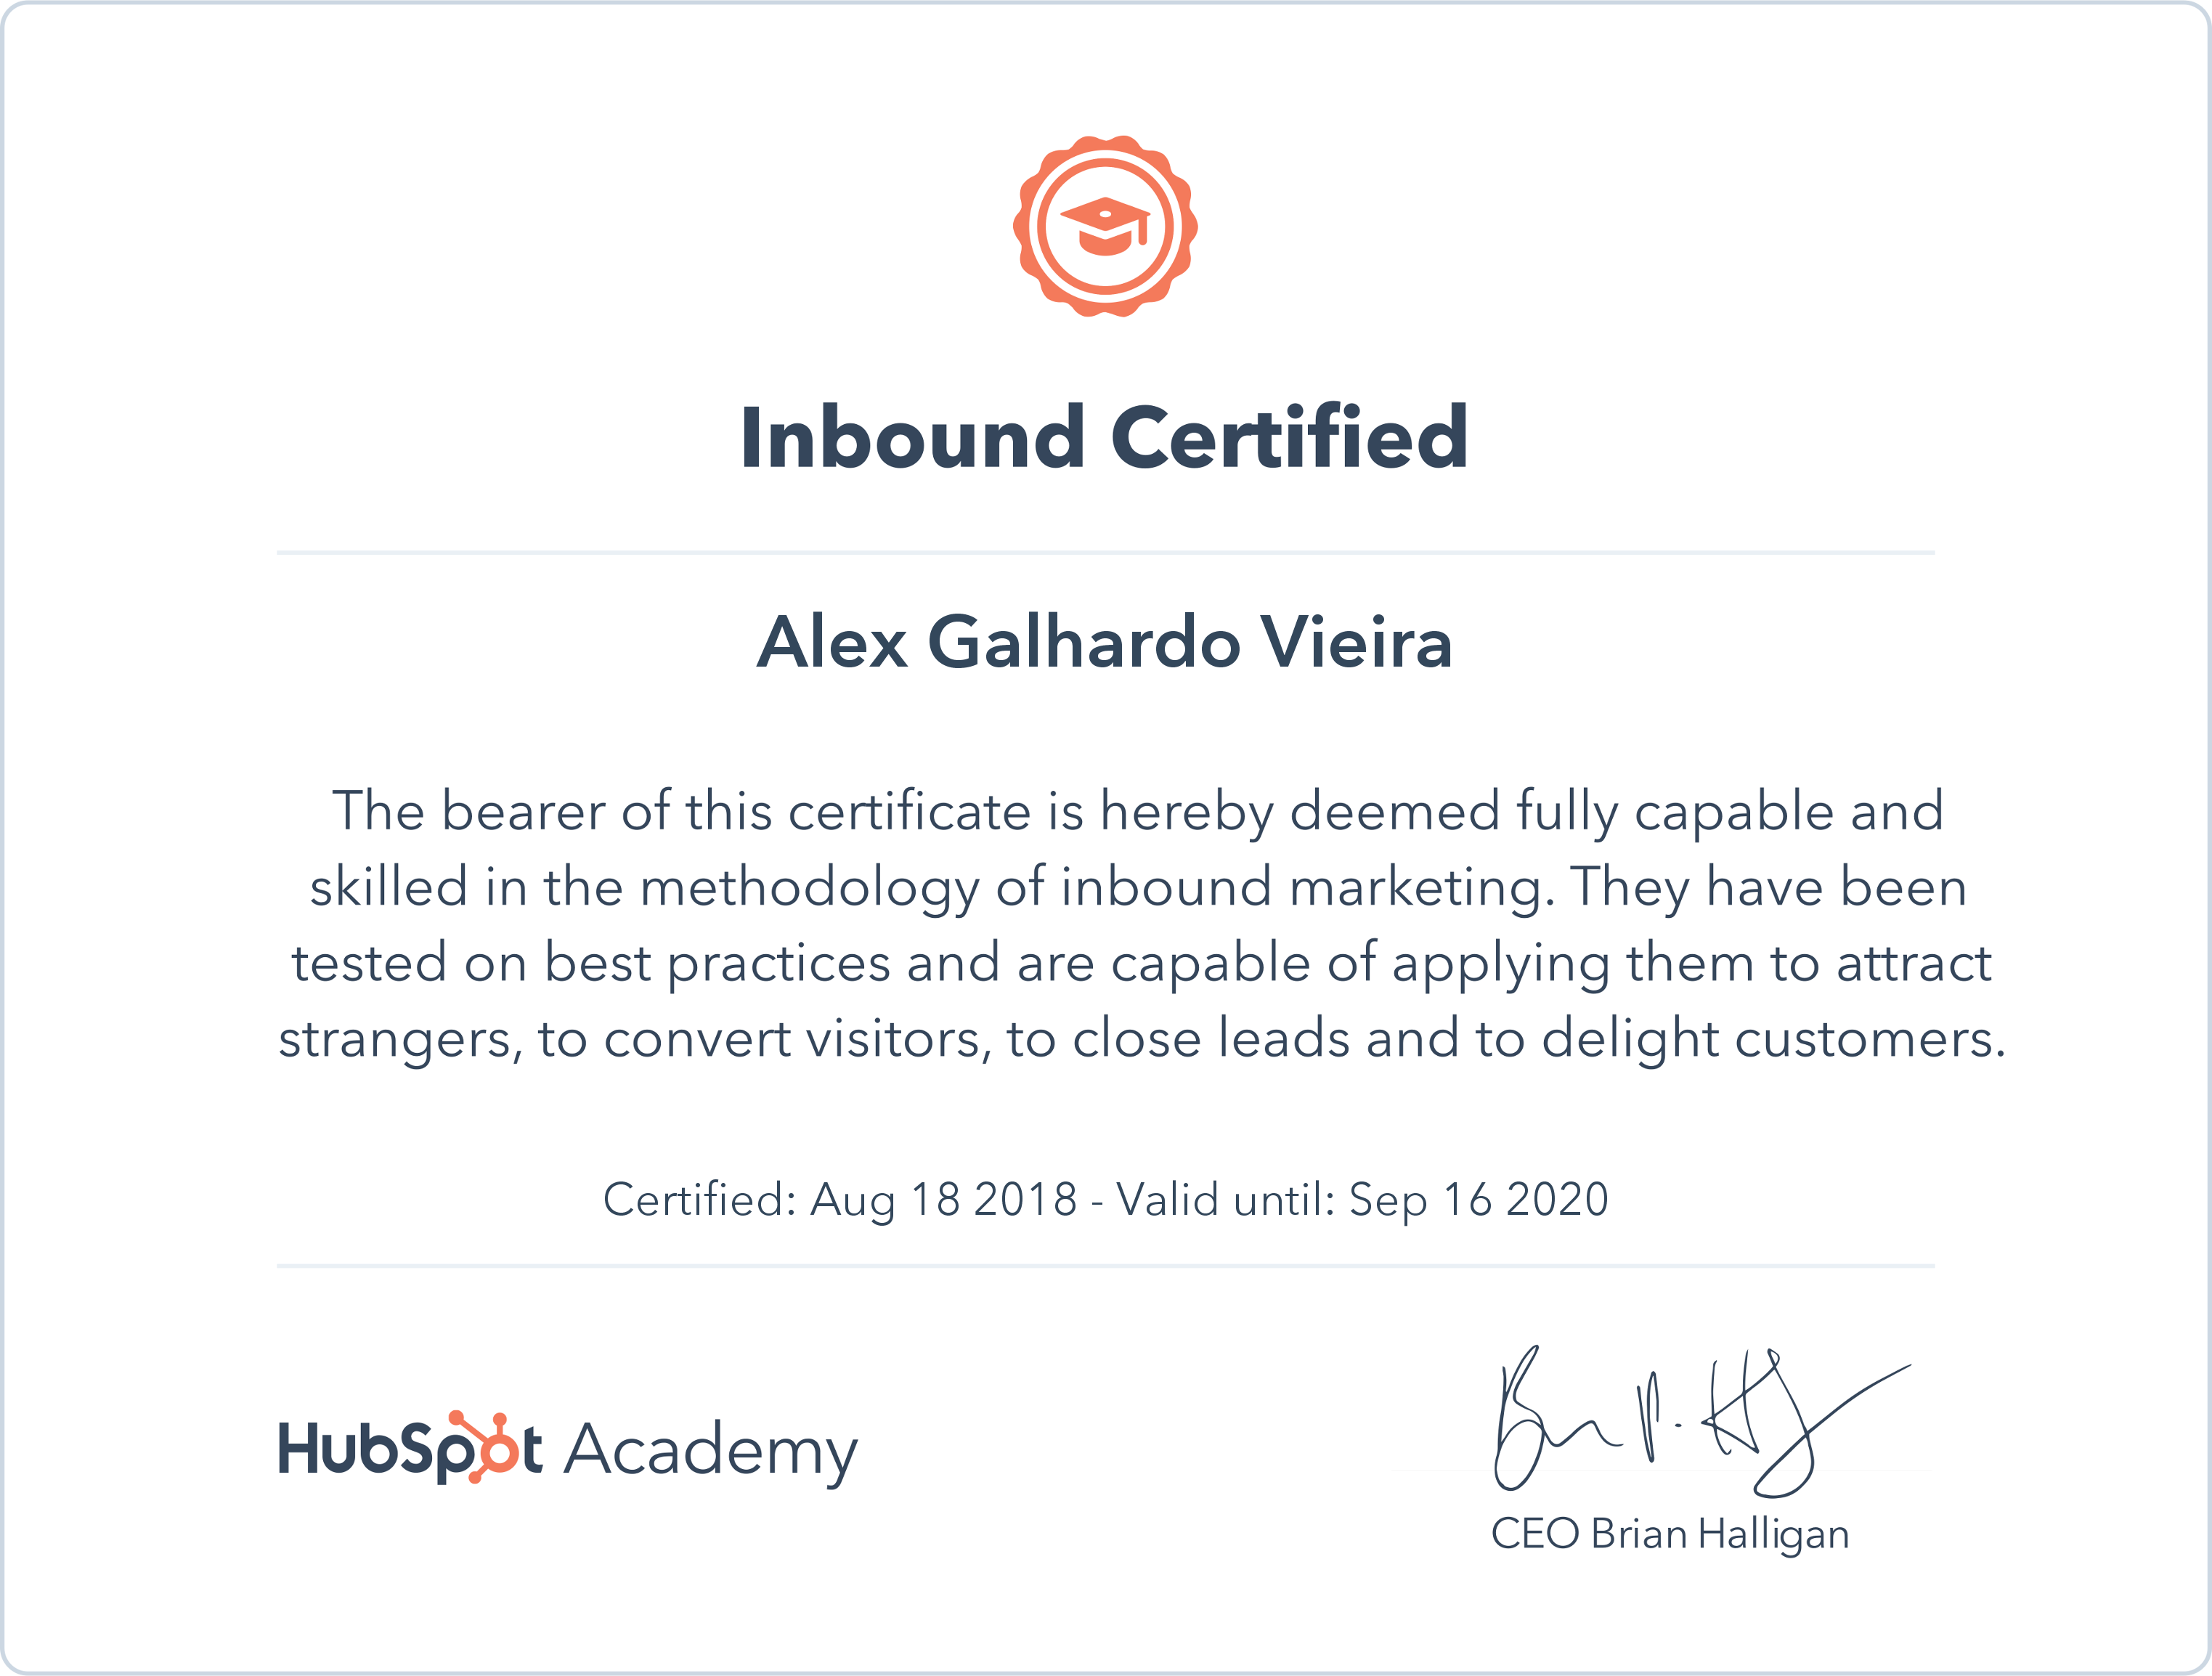 Inbound Certified
Alex Galhardo Vieira
The bearer of this certificate is hereby deemed fully capable and
skilled in the methodology of inbound marketing. They have been
tested on best practices and are capable of applying them to attract
strangers, to convert visitors, to close leads and to delight customers.
Certified: Aug 18 2018 - Valid until: Sep 16 2020
HubSpot Academy
CEO Brian Halligan